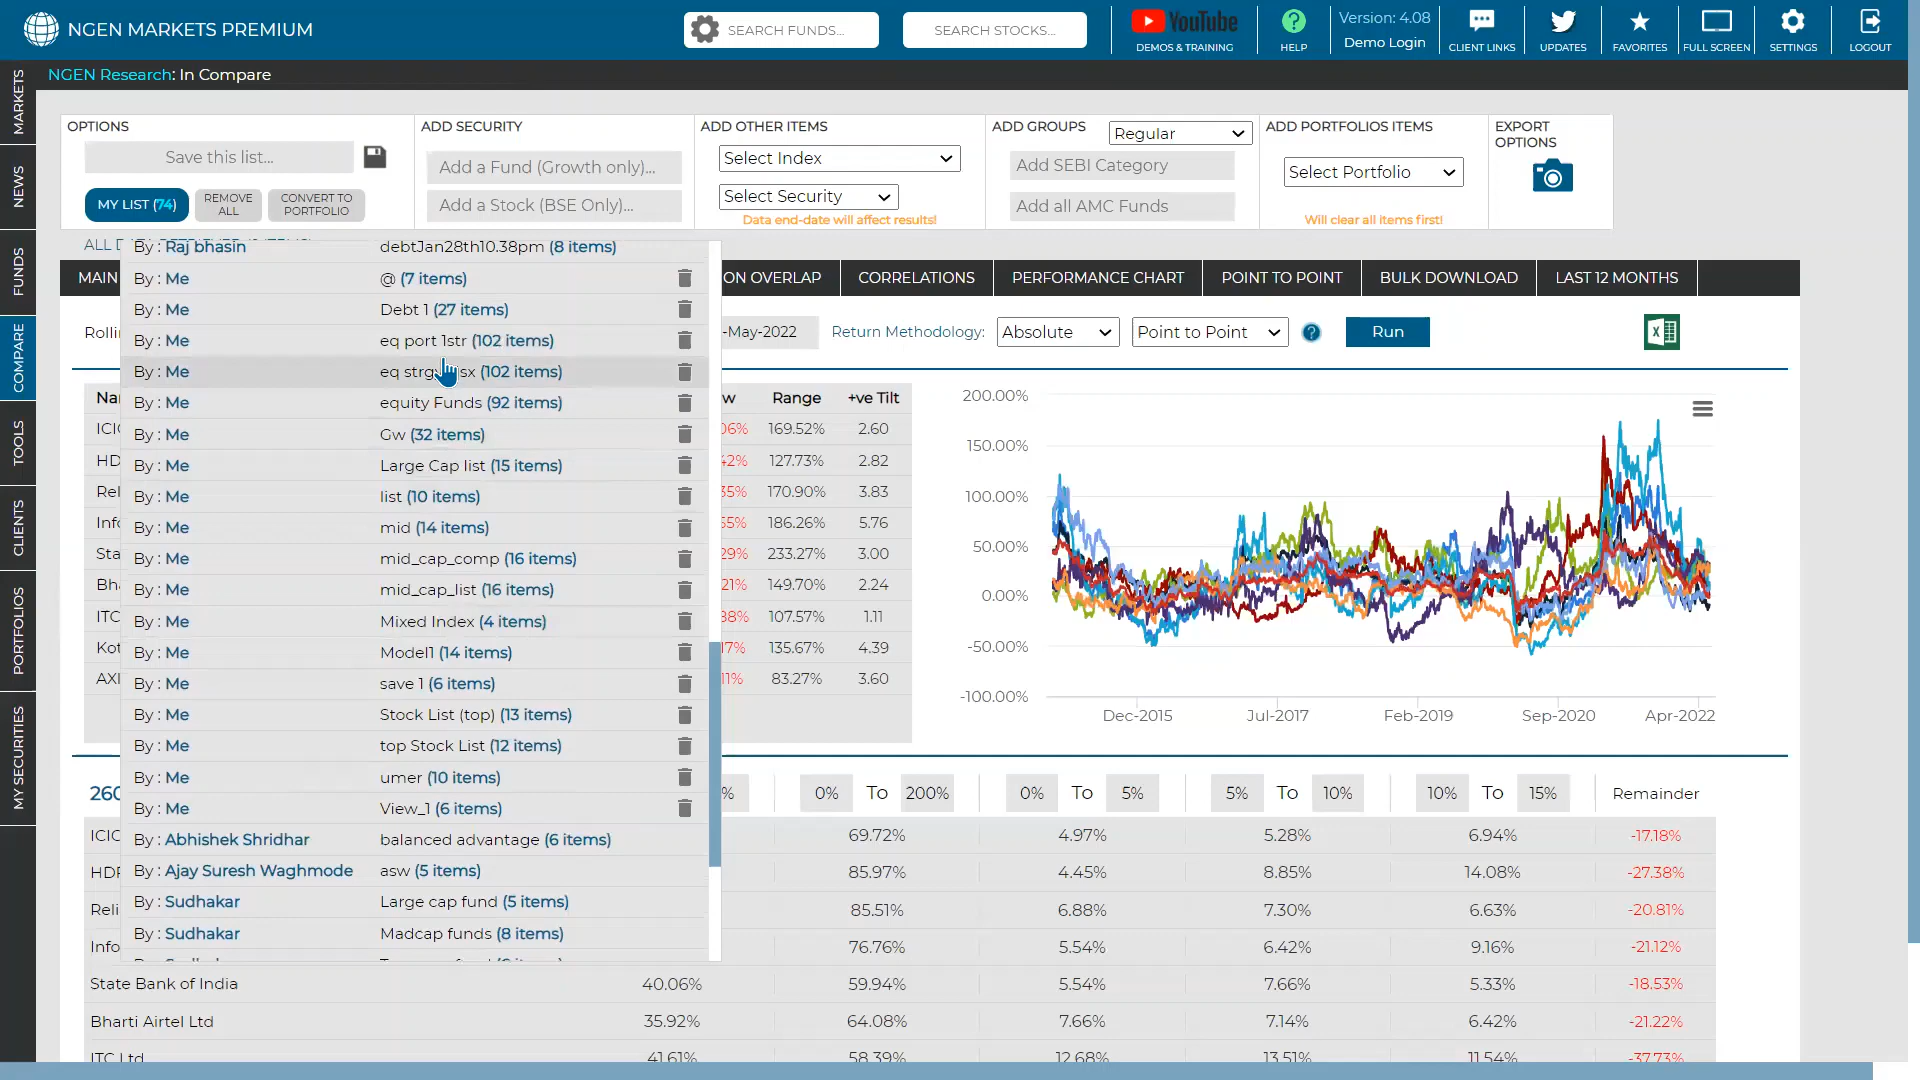 NGEN MARKETS PREMIUM
SEARCH FUNDS...
SEARCH STOCKS...
YouTube
DEMOS & TRAINING
HELP
Version: 4.08
Demo Login
CLIENT LINKS
UPDATES
FAVORITES
FULL SCREEN
SETTINGS
LOGOUT
NGEN Research: In Compare
MARKETS
NEWS
FUNDS
COMPARE
TOOLS
CLIENTS
PORTFOLIOS
MY SECURITIES
OPTIONS
Save this list...
MY LIST (74)
REMOVE ALL
CONVERT TO PORTFOLIO
ADD SECURITY
Add a Fund (Growth only)...
Add a Stock (BSE Only)...
ADD OTHER ITEMS
Select Index
Select Security
Data end-date will affect results!
ADD GROUPS
Regular
Add SEBI Category
Add all AMC Funds
ADD PORTFOLIOS ITEMS
Select Portfolio
Will clear all items first!
EXPORT OPTIONS
MAIN
ON OVERLAP
CORRELATIONS
PERFORMANCE CHART
POINT TO POINT
BULK DOWNLOAD
LAST 12 MONTHS
By : Raj bhasin debtJan28th10.38pm (8 items)
By : Me @ (7 items)
By : Me Debt 1 (27 items)
By : Me eq port 1str (102 items)
By : Me eq (102 items)
By : Me equity Funds (92 items)
By : Me Gw (32 items)
By : Me Large Cap list (15 items)
By : Me list (10 items)
By : Me mid (14 items)
By : Me mid_cap_comp (16 items)
By : Me mid_cap_list (16 items)
By : Me Mixed Index (4 items)
By : Me Model1 (14 items)
By : Me save 1 (6 items)
By : Me Stock List (top) (13 items)
By : Me top Stock List (12 items)
By : Me umer (10 items)
By : Me View_1 (6 items)
By : Abhishek Shridhar balanced advantage (6 items)
By : Ajay Suresh Waghmode asw (5 items)
By : Sudhakar Large cap fund (5 items)
By : Sudhakar Madcap funds (8 items)
-May-2022
Return Methodology:
Absolute
Point to Point
Run
Range +ve Tilt
169.52% 2.60
127.73% 2.82
170.90% 3.83
186.26% 5.76
233.27% 3.00
149.70% 2.24
107.57% 1.11
135.67% 4.39
83.27% 3.60
200.00%
150.00%
100.00%
50.00%
0.00%
-50.00%
-100.00%
Dec-2015 Jul-2017 Feb-2019 Sep-2020 Apr-2022
% 0% To 200% 0% To 5% 5% To 10% 10% To 15% Remainder
69.72% 4.97% 5.28% 6.94% -17.18%
85.97% 4.45% 8.85% 14.08% -27.38%
85.51% 6.88% 7.30% 6.63% -20.81%
76.76% 5.54% 6.42% 9.16% -21.12%
State Bank of India 40.06% 59.94% 5.54% 7.66% 5.33% -18.53%
Bharti Airtel Ltd 35.92% 64.08% 7.66% 7.14% 6.42% -21.22%
ITC Ltd 41.61% 58.39% 12.68% 13.51% 11.54% -37.73%